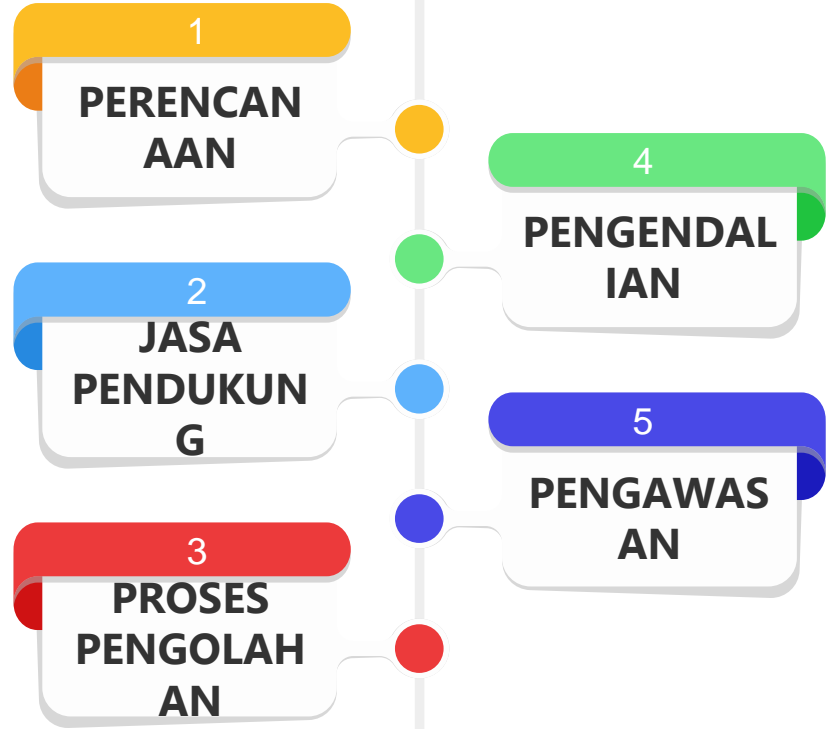 1
PERENCAN
AAN
2
JASA
PENDUKUN
G
3
PROSES
PENGOLAH
AN
4
PENGENDAL
IAN
5
PENGAWAS
AN